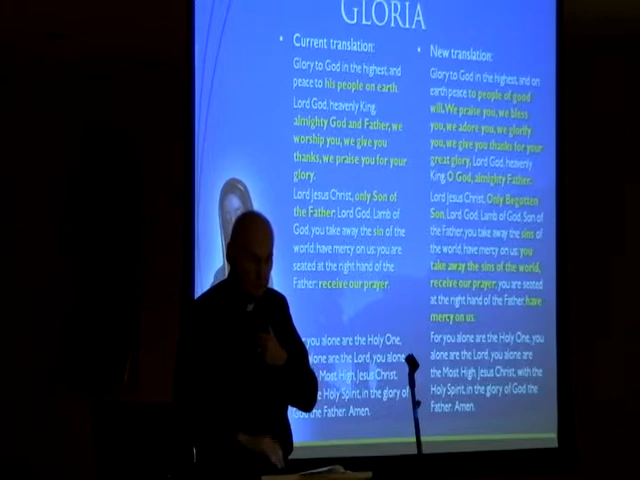 GLORIA
Current translation:
Glory to God in the highest, and
peace to his people on earth.
Lord God, heavenly King,
almighty God and Father, we
worship you, we give you
thanks, we praise you for your
glory.
Lord Jesus Christ, only Son of
the Father, Lord God, Lamb of
God, you take away the sin of the
world: have mercy on us; you are
seated at the right hand of the
Father: receive our prayer.
you alone are the Holy One,
alone are the Lord, you alone
Most High, Jesus Christ,
Holy Spirit, in the glory of
God the Father. Amen.
New translation:
Glory to God in the highest, and on
earth peace to people of good
will. We praise you, we bless
you, we adore you, we glorify
you, we give you thanks for your
great glory, Lord God, heavenly
King, O God, almighty Father.
Lord Jesus Christ, Only Begotten
Son, Lord God, Lamb of God, Son of
the Father, you take away the sins of
the world, have mercy on us; you
take away the sins of the world,
receive our prayer; you are seated
at the right hand of the Father, have
mercy on us.
For you alone are the Holy One, you
alone are the Lord, you alone are
the Most High, Jesus Christ, with the
Holy Spirit, in the glory of God the
Father. Amen.